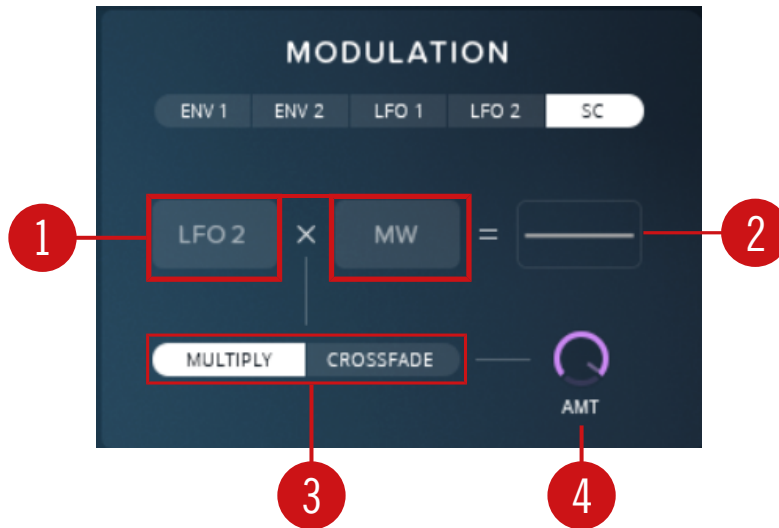 MODULATION
ENV 1 ENV 2 LFO 1 LFO 2 SC
1 LFO 2 × MW = 2
MULTIPLY CROSSFADE
AMT
3 4